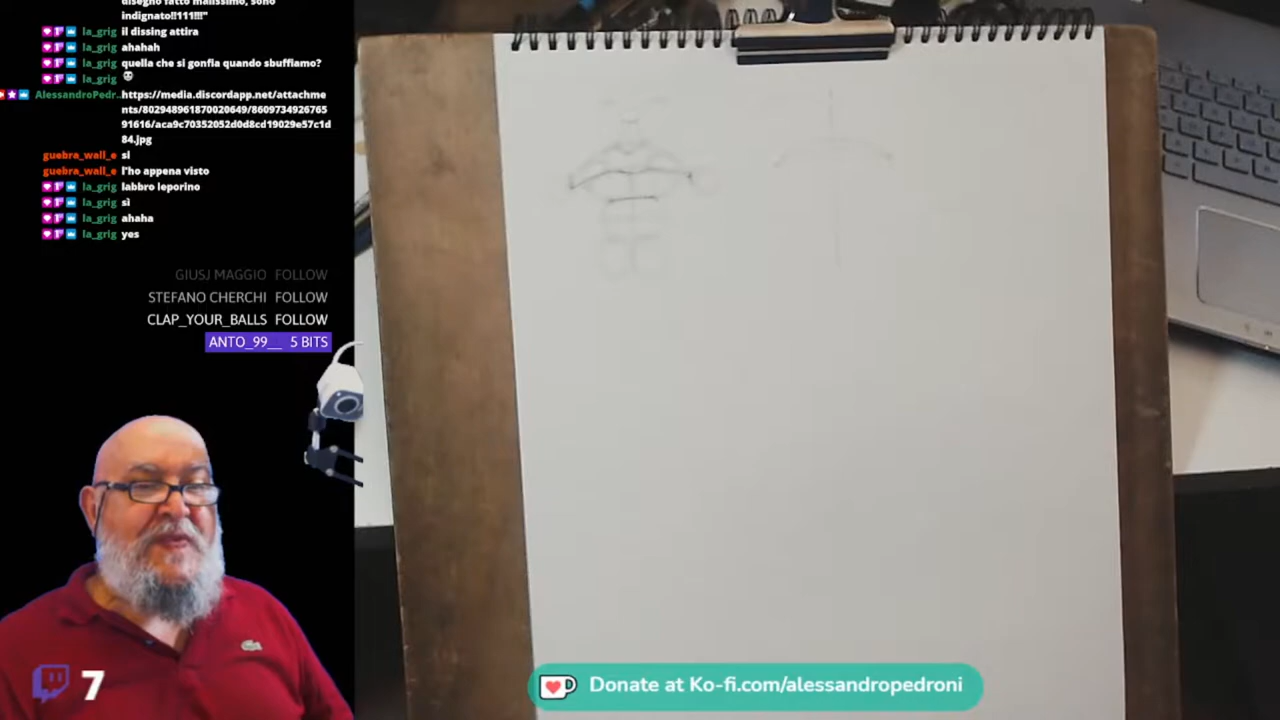 disegno fatto malissimo, sono
indignato!!111!!!"
la_grig il dissing attira
la_grig ahahah
la_grig quella che si gonfia quando sbuffiamo?
la_grig
AlessandroPedr.. https://media.discordapp.net/attachme
nts/802948961870020649/8609734926765
91616/aca9c70352052d0d8cd19029e57c1d
84.jpg
guebra_wall_e si
guebra_wall_e l'ho appena visto
la_grig labbro leporino
la_grig sì
la_grig ahaha
la_grig yes
GIUSJ MAGGIO FOLLOW
STEFANO CHERCHI FOLLOW
CLAP_YOUR_BALLS FOLLOW
ANTO_99__ 5 BITS
7
Donate at Ko-fi.com/alessandropedroni